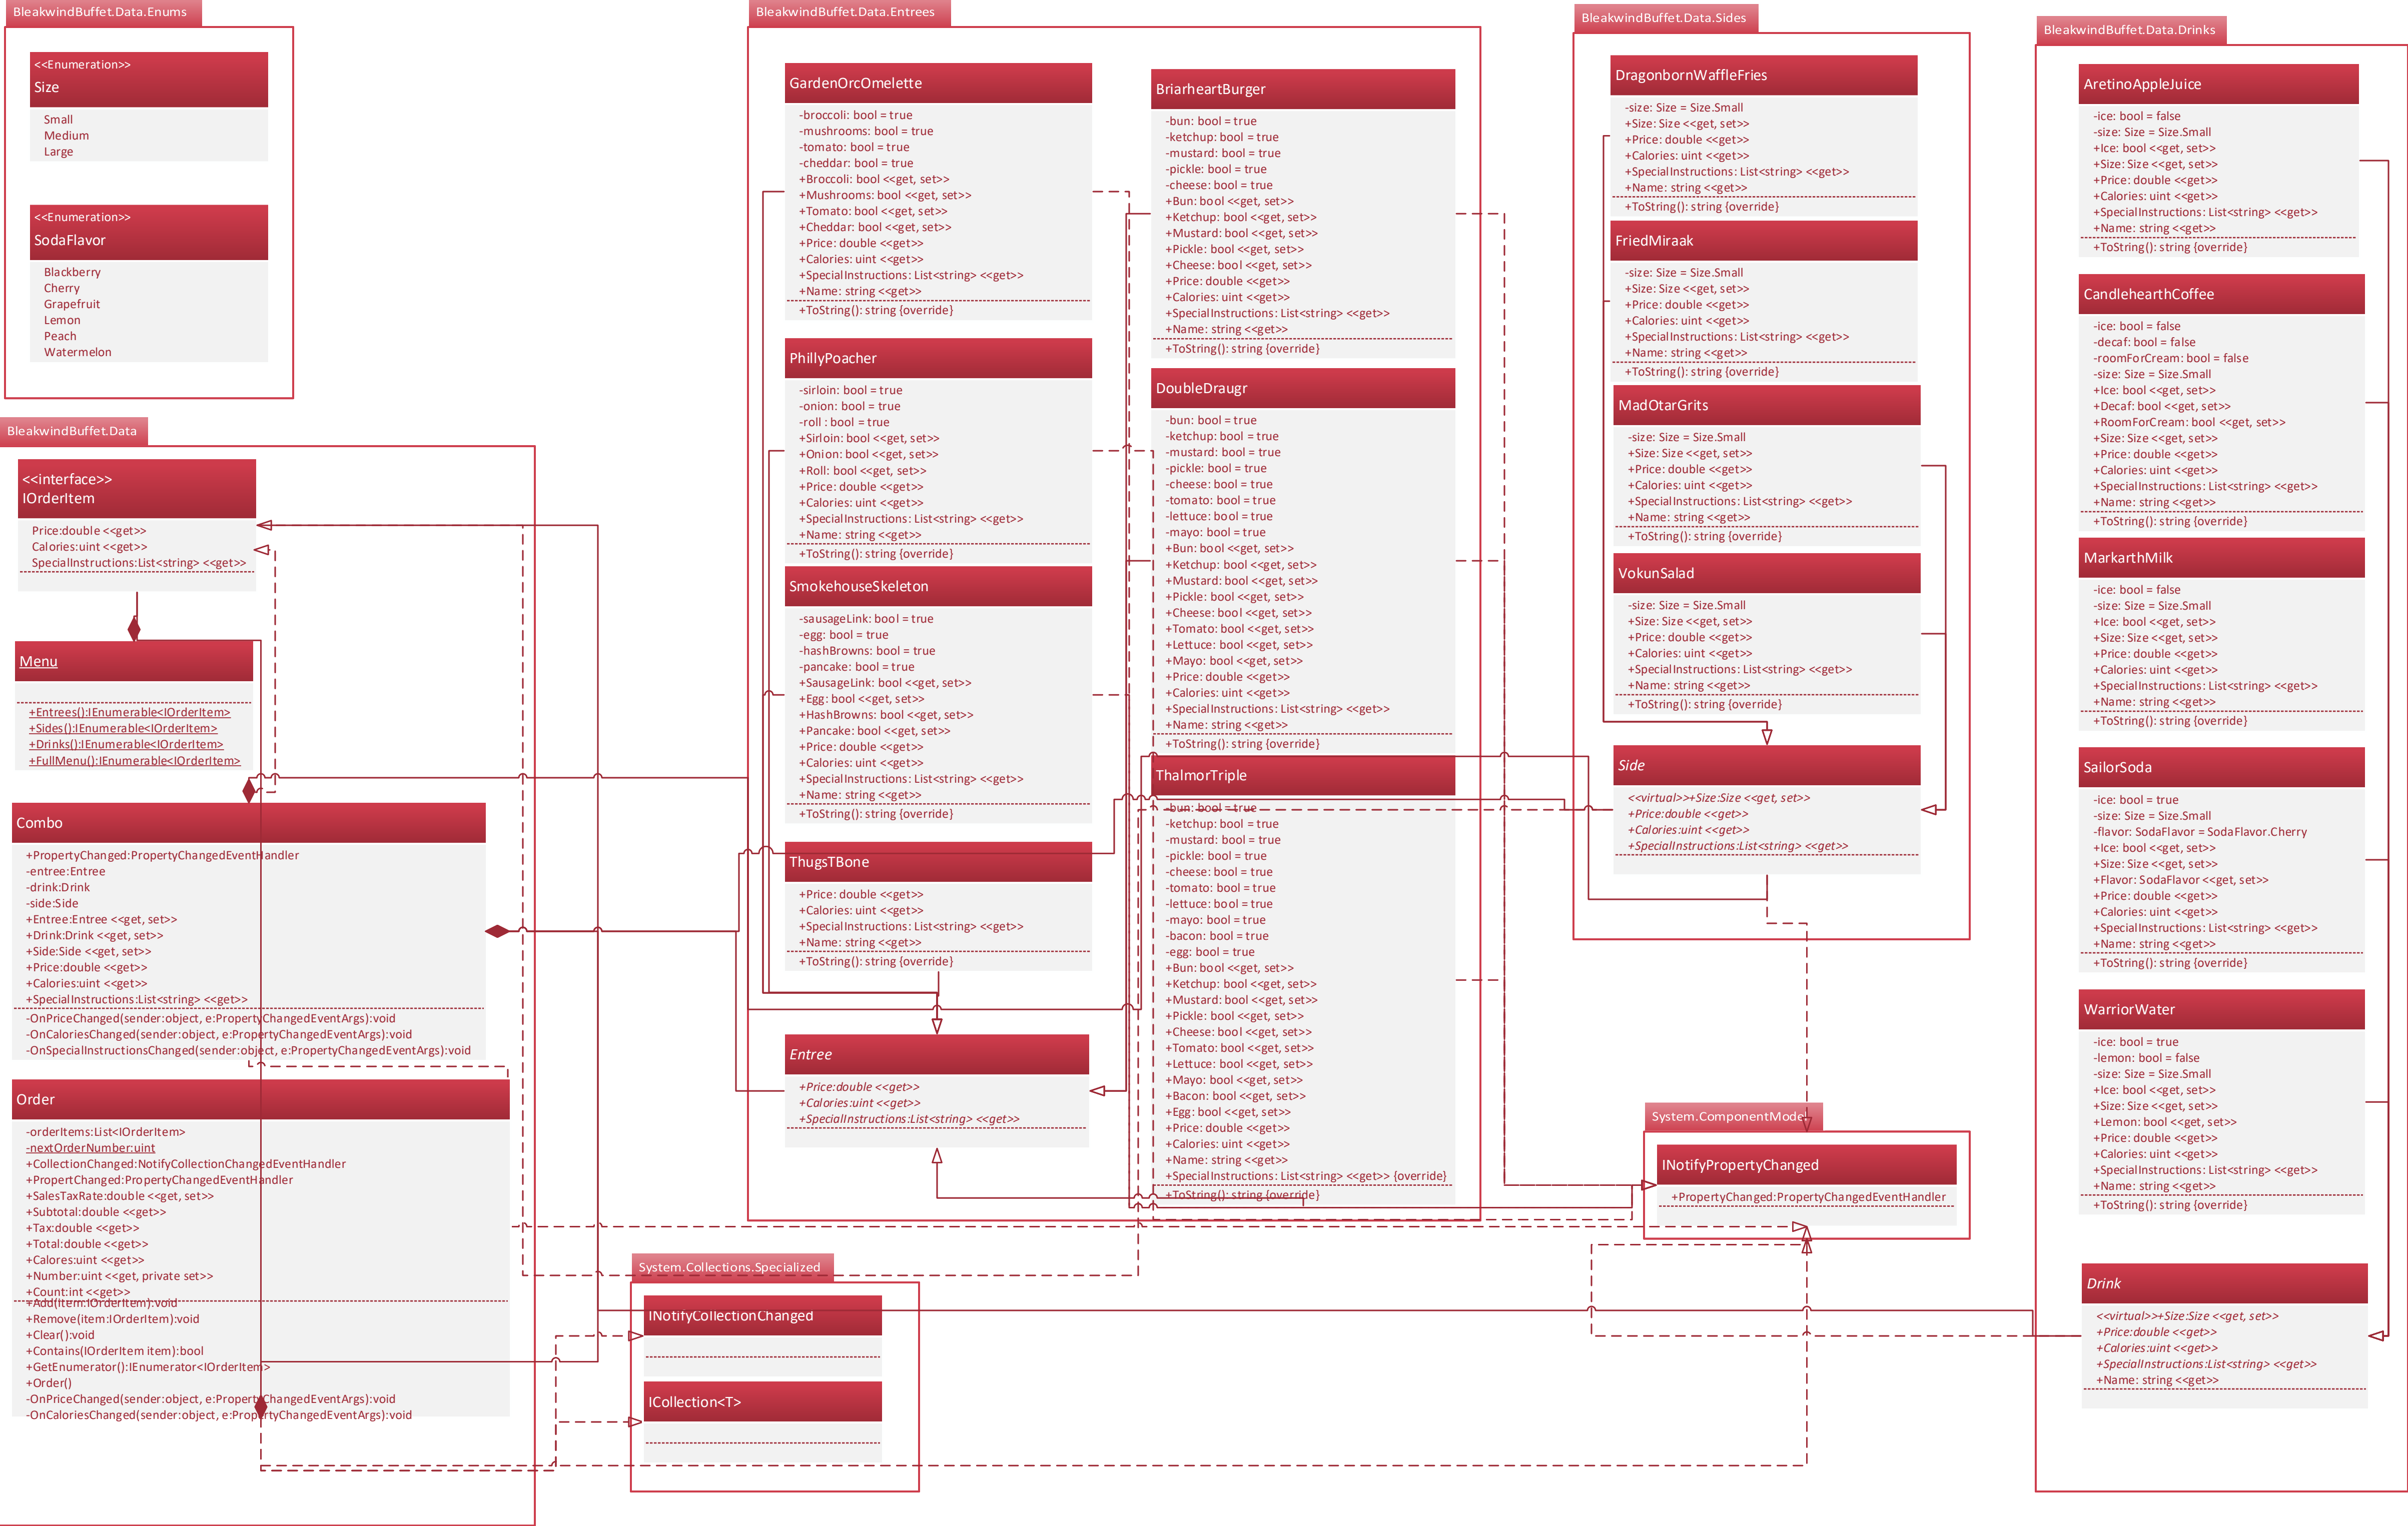 BleakwindBuffet.Data.Enums
<<Enumeration>>
Size
Small
Medium
Large
<<Enumeration>>
SodaFlavor
Blackberry
Cherry
Grapefruit
Lemon
Peach
Watermelon
BleakwindBuffet.Data
<<interface>>
IOrderItem
Price:double <<get>>
Calories:uint <<get>>
SpecialInstructions:List<string> <<get>>
Menu
+Entrees():IEnumerable<IOrderItem>
+Sides():IEnumerable<IOrderItem>
+Drinks():IEnumerable<IOrderItem>
+FullMenu():IEnumerable<IOrderItem>
Combo
+PropertyChanged:PropertyChangedEventHandler
-entree:Entree
-drink:Drink
-side:Side
+Entree:Entree <<get, set>>
+Drink:Drink <<get, set>>
+Side:Side <<get, set>>
+Price:double <<get>>
+Calories:uint <<get>>
+SpecialInstructions:List<string> <<get>>
-OnPriceChanged(sender:object, e:PropertyChangedEventArgs):void
-OnCaloriesChanged(sender:object, e:PropertyChangedEventArgs):void
-OnSpecialInstructionsChanged(sender:object, e:PropertyChangedEventArgs):void
Order
-orderItems:List<IOrderItem>
-nextOrderNumber:uint
+CollectionChanged:NotifyCollectionChangedEventHandler
+PropertChanged:PropertyChangedEventHandler
+SalesTaxRate:double <<get, set>>
+Subtotal:double <<get>>
+Tax:double <<get>>
+Total:double <<get>>
+Calores:uint <<get>>
+Number:uint <<get, private set>>
+Count:int <<get>>
+Add(item:IOrderItem):void
+Remove(item:IOrderItem):void
+Clear():void
+Contains(IOrderItem item):bool
+GetEnumerator():IEnumerator<IOrderItem>
+Order()
-OnPriceChanged(sender:object, e:PropertyChangedEventArgs):void
-OnCaloriesChanged(sender:object, e:PropertyChangedEventArgs):void
BleakwindBuffet.Data.Entrees
GardenOrcOmelette
-broccoli: bool = true
-mushrooms: bool = true
-tomato: bool = true
-cheddar: bool = true
+Broccoli: bool <<get, set>>
+Mushrooms: bool <<get, set>>
+Tomato: bool <<get, set>>
+Cheddar: bool <<get, set>>
+Price: double <<get>>
+Calories: uint <<get>>
+SpecialInstructions: List<string> <<get>>
+Name: string <<get>>
+ToString(): string {override}
PhillyPoacher
-sirloin: bool = true
-onion: bool = true
-roll : bool = true
+Sirloin: bool <<get, set>>
+Onion: bool <<get, set>>
+Roll: bool <<get, set>>
+Price: double <<get>>
+Calories: uint <<get>>
+SpecialInstructions: List<string> <<get>>
+Name: string <<get>>
+ToString(): string {override}
SmokehouseSkeleton
-sausageLink: bool = true
-egg: bool = true
-hashBrowns: bool = true
-pancake: bool = true
+SausageLink: bool <<get, set>>
+Egg: bool <<get, set>>
+HashBrowns: bool <<get, set>>
+Pancake: bool <<get, set>>
+Price: double <<get>>
+Calories: uint <<get>>
+SpecialInstructions: List<string> <<get>>
+Name: string <<get>>
+ToString(): string {override}
ThugsTBone
+Price: double <<get>>
+Calories: uint <<get>>
+SpecialInstructions: List<string> <<get>>
+Name: string <<get>>
+ToString(): string {override}
Entree
+Price:double <<get>>
+Calories:uint <<get>>
+SpecialInstructions:List<string> <<get>>
BriarheartBurger
-bun: bool = true
-ketchup: bool = true
-mustard: bool = true
-pickle: bool = true
-cheese: bool = true
+Bun: bool <<get, set>>
+Ketchup: bool <<get, set>>
+Mustard: bool <<get, set>>
+Pickle: bool <<get, set>>
+Cheese: bool <<get, set>>
+Price: double <<get>>
+Calories: uint <<get>>
+SpecialInstructions: List<string> <<get>>
+Name: string <<get>>
+ToString(): string {override}
DoubleDraugr
-bun: bool = true
-ketchup: bool = true
-mustard: bool = true
-pickle: bool = true
-cheese: bool = true
-tomato: bool = true
-lettuce: bool = true
-mayo: bool = true
+Bun: bool <<get, set>>
+Ketchup: bool <<get, set>>
+Mustard: bool <<get, set>>
+Pickle: bool <<get, set>>
+Cheese: bool <<get, set>>
+Tomato: bool <<get, set>>
+Lettuce: bool <<get, set>>
+Mayo: bool <<get, set>>
+Price: double <<get>>
+Calories: uint <<get>>
+SpecialInstructions: List<string> <<get>>
+Name: string <<get>>
+ToString(): string {override}
ThalmorTriple
-bun: bool = true
-ketchup: bool = true
-mustard: bool = true
-pickle: bool = true
-cheese: bool = true
-tomato: bool = true
-lettuce: bool = true
-mayo: bool = true
-bacon: bool = true
-egg: bool = true
+Bun: bool <<get, set>>
+Ketchup: bool <<get, set>>
+Mustard: bool <<get, set>>
+Pickle: bool <<get, set>>
+Cheese: bool <<get, set>>
+Tomato: bool <<get, set>>
+Lettuce: bool <<get, set>>
+Mayo: bool <<get, set>>
+Bacon: bool <<get, set>>
+Egg: bool <<get, set>>
+Price: double <<get>>
+Calories: uint <<get>>
+Name: string <<get>>
+SpecialInstructions: List<string> <<get>> {override}
+ToString(): string {override}
System.Collections.Specialized
INotifyCollectionChanged
ICollection<T>
BleakwindBuffet.Data.Sides
DragonbornWaffleFries
-size: Size = Size.Small
+Size: Size <<get, set>>
+Price: double <<get>>
+Calories: uint <<get>>
+SpecialInstructions: List<string> <<get>>
+Name: string <<get>>
+ToString(): string {override}
FriedMiraak
-size: Size = Size.Small
+Size: Size <<get, set>>
+Price: double <<get>>
+Calories: uint <<get>>
+SpecialInstructions: List<string> <<get>>
+Name: string <<get>>
+ToString(): string {override}
MadOtarGrits
-size: Size = Size.Small
+Size: Size <<get, set>>
+Price: double <<get>>
+Calories: uint <<get>>
+SpecialInstructions: List<string> <<get>>
+Name: string <<get>>
+ToString(): string {override}
VokunSalad
-size: Size = Size.Small
+Size: Size <<get, set>>
+Price: double <<get>>
+Calories: uint <<get>>
+SpecialInstructions: List<string> <<get>>
+Name: string <<get>>
+ToString(): string {override}
Side
<<virtual>>+Size:Size <<get, set>>
+Price:double <<get>>
+Calories:uint <<get>>
+SpecialInstructions:List<string> <<get>>
System.ComponentModel
INotifyPropertyChanged
+PropertyChanged:PropertyChangedEventHandler
BleakwindBuffet.Data.Drinks
AretinoAppleJuice
-ice: bool = false
-size: Size = Size.Small
+Ice: bool <<get, set>>
+Size: Size <<get, set>>
+Price: double <<get>>
+Calories: uint <<get>>
+SpecialInstructions: List<string> <<get>>
+Name: string <<get>>
+ToString(): string {override}
CandlehearthCoffee
-ice: bool = false
-decaf: bool = false
-roomForCream: bool = false
-size: Size = Size.Small
+Ice: bool <<get, set>>
+Decaf: bool <<get, set>>
+RoomForCream: bool <<get, set>>
+Size: Size <<get, set>>
+Price: double <<get>>
+Calories: uint <<get>>
+SpecialInstructions: List<string> <<get>>
+Name: string <<get>>
+ToString(): string {override}
MarkarthMilk
-ice: bool = false
-size: Size = Size.Small
+Ice: bool <<get, set>>
+Size: Size <<get, set>>
+Price: double <<get>>
+Calories: uint <<get>>
+SpecialInstructions: List<string> <<get>>
+Name: string <<get>>
+ToString(): string {override}
SailorSoda
-ice: bool = true
-size: Size = Size.Small
-flavor: SodaFlavor = SodaFlavor.Cherry
+Ice: bool <<get, set>>
+Size: Size <<get, set>>
+Flavor: SodaFlavor <<get, set>>
+Price: double <<get>>
+Calories: uint <<get>>
+SpecialInstructions: List<string> <<get>>
+Name: string <<get>>
+ToString(): string {override}
WarriorWater
-ice: bool = true
-lemon: bool = false
-size: Size = Size.Small
+Ice: bool <<get, set>>
+Size: Size <<get, set>>
+Lemon: bool <<get, set>>
+Price: double <<get>>
+Calories: uint <<get>>
+SpecialInstructions: List<string> <<get>>
+Name: string <<get>>
+ToString(): string {override}
Drink
<<virtual>>+Size:Size <<get, set>>
+Price:double <<get>>
+Calories:uint <<get>>
+SpecialInstructions:List<string> <<get>>
+Name: string <<get>>